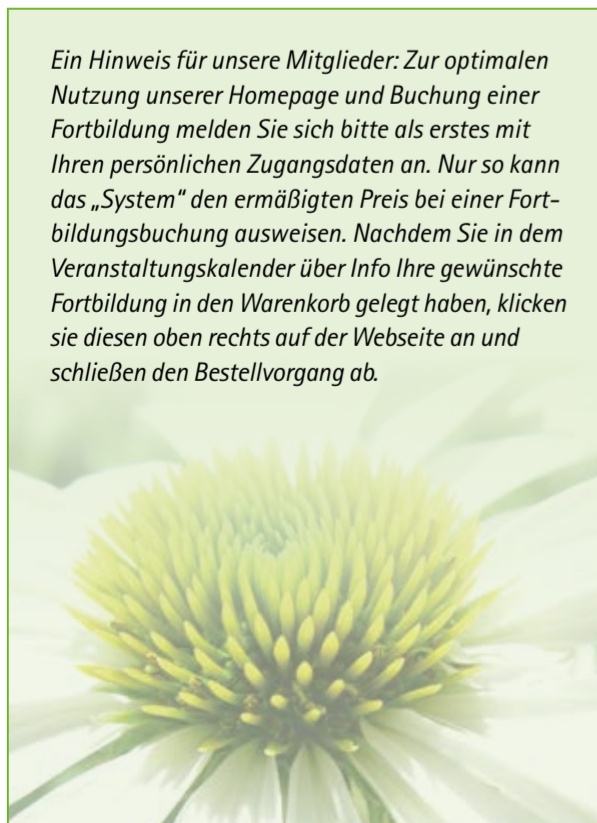 Ein Hinweis für unsere Mitglieder: Zur optimalen
Nutzung unserer Homepage und Buchung einer
Fortbildung melden Sie sich bitte als erstes mit
Ihren persönlichen Zugangsdaten an. Nur so kann
das „System“ den ermäßigten Preis bei einer Fort-
bildungsbuchung ausweisen. Nachdem Sie in dem
Veranstaltungskalender über Info Ihre gewünschte
Fortbildung in den Warenkorb gelegt haben, klicken
sie diesen oben rechts auf der Webseite an und
schließen den Bestellvorgang ab.